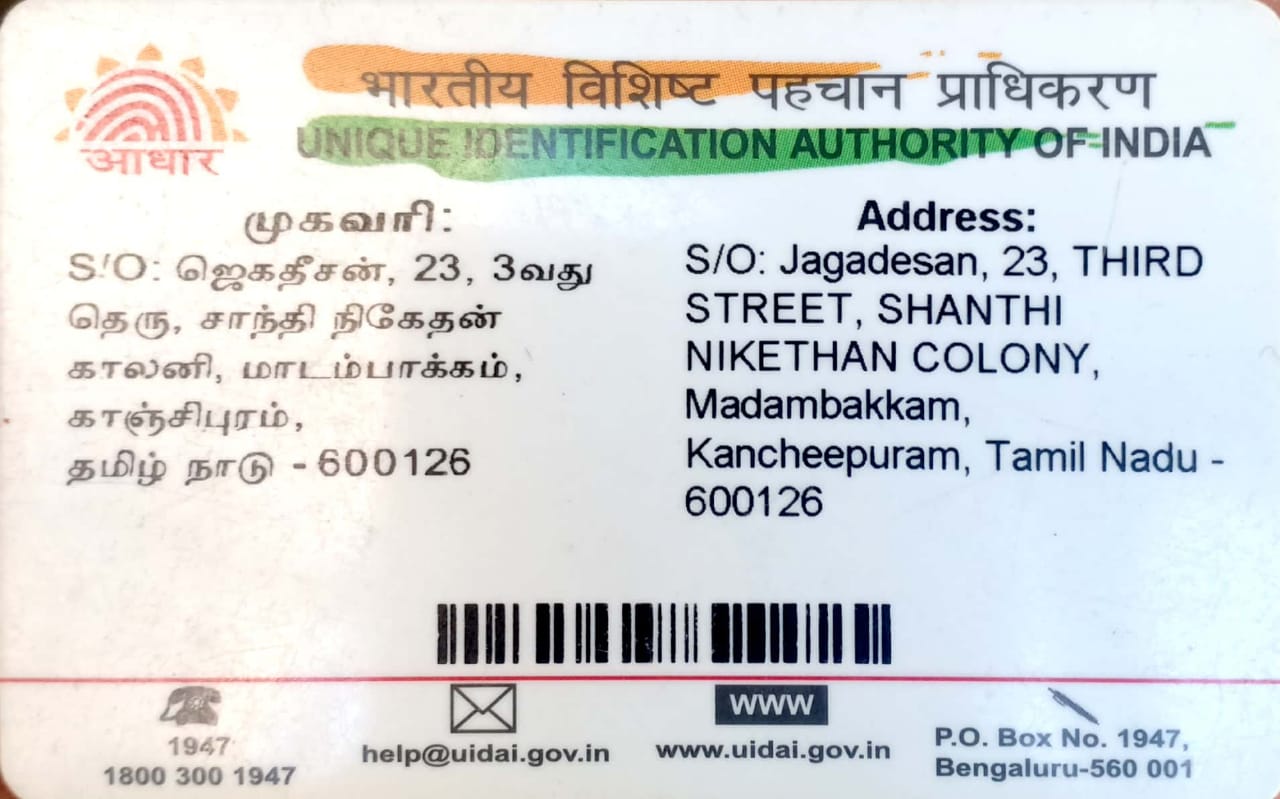 भारतीय विशिष्ट पहचान प्राधिकरण
UNIQUE IDENTIFICATION AUTHORITY OF INDIA
आधार
முகவரி:
S/O: ஜெகதீசன், 23, 3வது
தெரு, சாந்தி நிகேதன்
காலனி, மாடம்பாக்கம்,
காஞ்சிபுரம்,
தமிழ் நாடு - 600126
Address:
S/O: Jagadesan, 23, THIRD
STREET, SHANTHI
NIKETHAN COLONY,
Madambakkam,
Kancheepuram, Tamil Nadu -
600126
1947
1800 300 1947
help@uidai.gov.in
www
www.uidai.gov.in
P.O. Box No. 1947,
Bengaluru-560 001